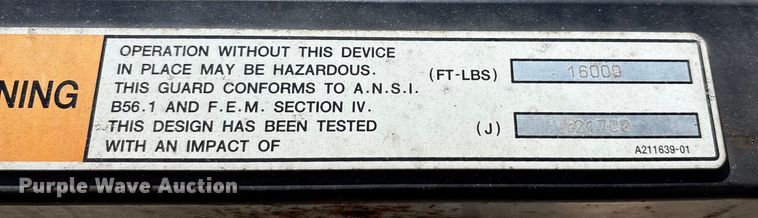 NING
OPERATION WITHOUT THIS DEVICE
IN PLACE MAY BE HAZARDOUS.
THIS GUARD CONFORMS TO A.N.S.I.
B56.1 AND F.E.M. SECTION IV.
THIS DESIGN HAS BEEN TESTED
WITH AN IMPACT OF
(FT-LBS) 16000
(J)
A211639-01
Purple Wave Auction